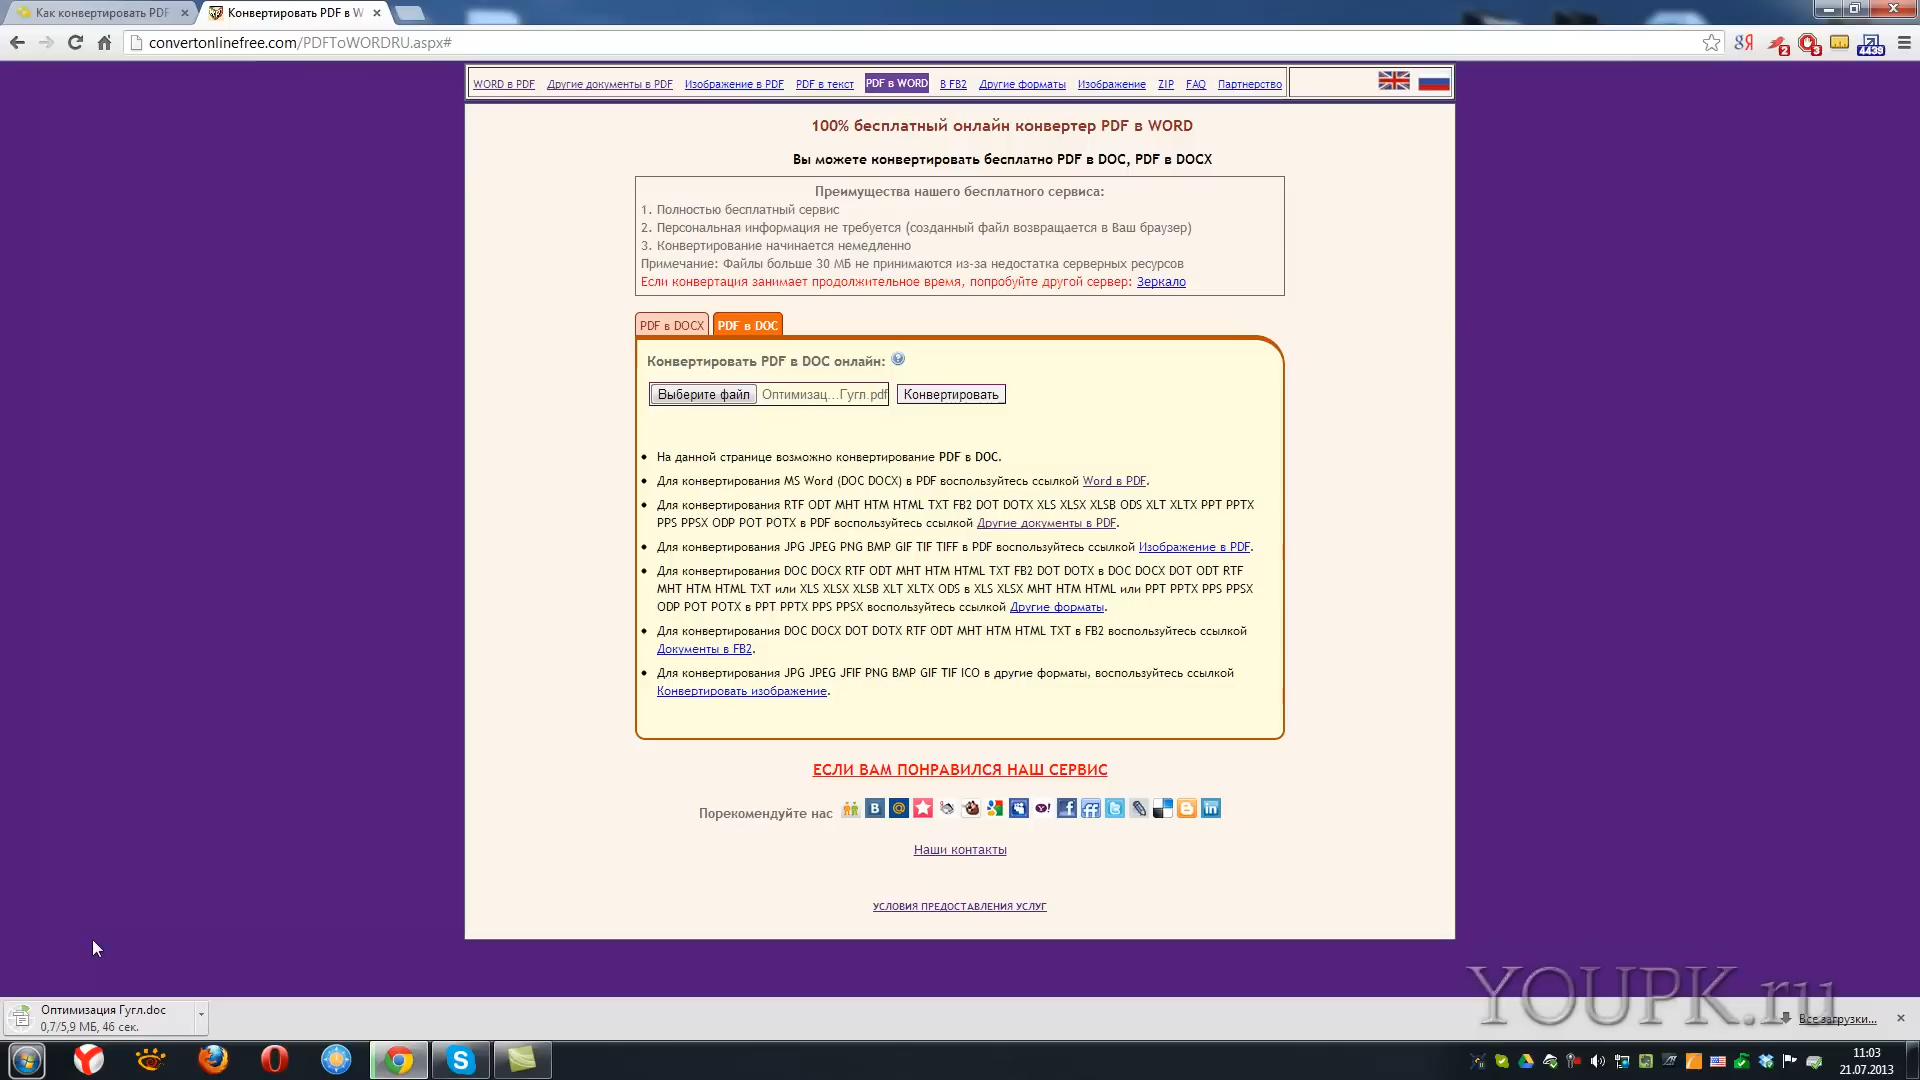 Как конвертировать PDF
Конвертировать PDF в W
convertonlinefree.com/PDFToWORDRU.aspx#
WORD в PDF Другие документы в PDF Изображение в PDF PDF в текст PDF в WORD В FB2 Другие форматы Изображение ZIP FAQ Партнерство
100% бесплатный онлайн конвертер PDF в WORD
Вы можете конвертировать бесплатно PDF в DOC, PDF в DOCX
Преимущества нашего бесплатного сервиса:
1. Полностью бесплатный сервис
2. Персональная информация не требуется (созданный файл возвращается в Ваш браузер)
3. Конвертирование начинается немедленно
Примечание: Файлы больше 30 МБ не принимаются из-за недостатка серверных ресурсов
Если конвертация занимает продолжительное время, попробуйте другой сервер: Зеркало
PDF в DOCX PDF в DOC
Конвертировать PDF в DOC онлайн:
Выберите файл Оптимизац...Гугл.pdf Конвертировать
На данной странице возможно конвертирование PDF в DOC.
Для конвертирования MS Word (DOC DOCX) в PDF воспользуйтесь ссылкой Word в PDF.
Для конвертирования RTF ODT MHT HTM HTML TXT FB2 DOT DOTX XLS XLSX XLSB ODS XLT XLTX PPT PPTX
PPS PPSX ODP POT POTX в PDF воспользуйтесь ссылкой Другие документы в PDF.
Для конвертирования JPG JPEG PNG BMP GIF TIF TIFF в PDF воспользуйтесь ссылкой Изображение в PDF.
Для конвертирования DOC DOCX RTF ODT MHT HTM HTML TXT FB2 DOT DOTX в DOC DOCX DOT ODT RTF
MHT HTM HTML TXT или XLS XLSX XLSB XLT XLTX ODS в XLS XLSX MHT HTM HTML или PPT PPTX PPS PPSX
ODP POT POTX в PPT PPTX PPS PPSX воспользуйтесь ссылкой Другие форматы.
Для конвертирования DOC DOCX DOT DOTX RTF ODT MHT HTM HTML TXT в FB2 воспользуйтесь ссылкой
Документы в FB2.
Для конвертирования JPG JPEG JFIF PNG BMP GIF TIF ICO в другие форматы, воспользуйтесь ссылкой
Конвертировать изображение.
ЕСЛИ ВАМ ПОНРАВИЛСЯ НАШ СЕРВИС
Порекомендуйте нас
Наши контакты
УСЛОВИЯ ПРЕДОСТАВЛЕНИЯ УСЛУГ
YOUPK.ru
Оптимизация Гугл.doc
0,7/5,9 МБ, 46 сек.
Все загрузки...
11:03
21.07.2013